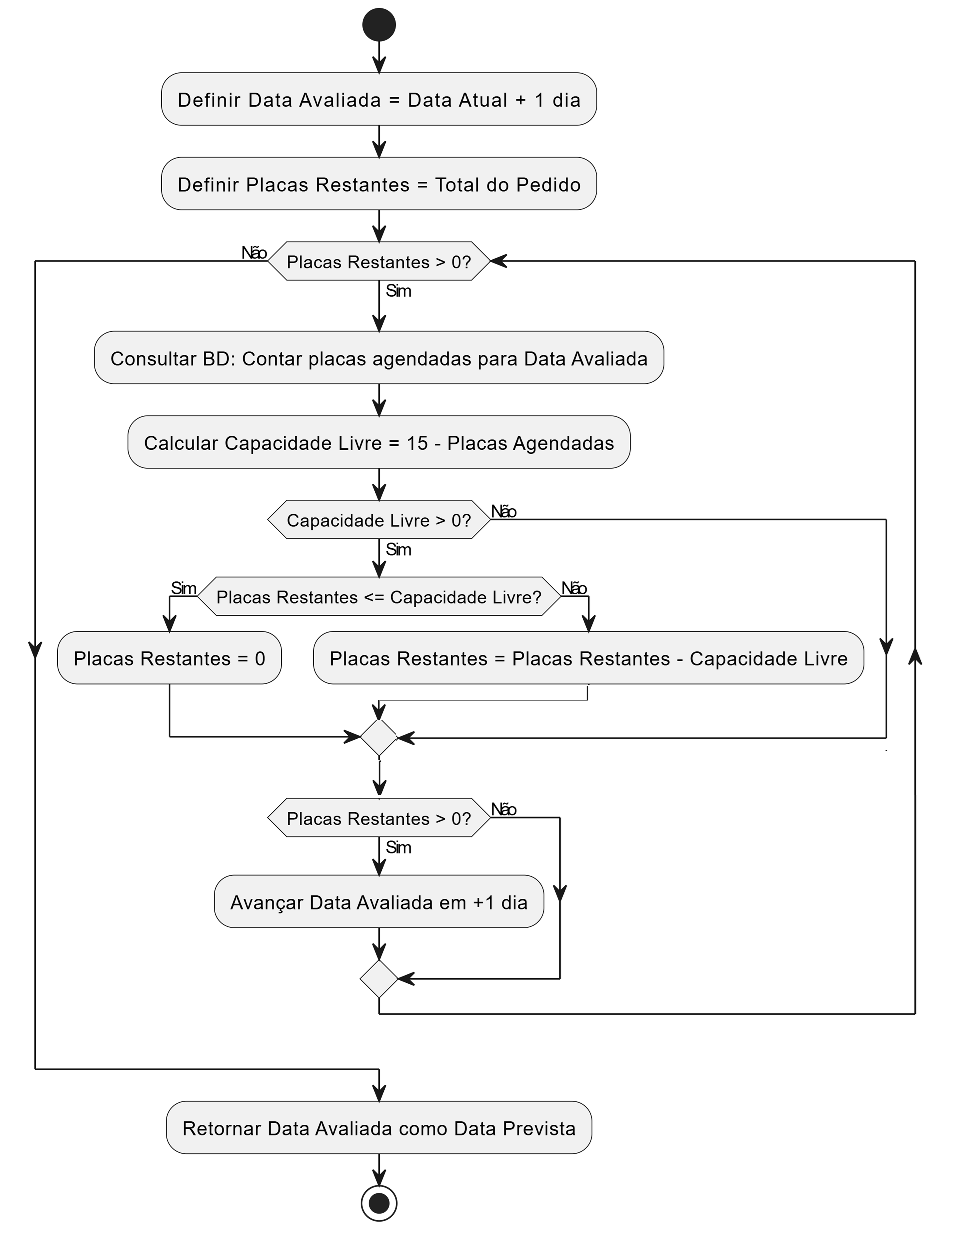 Definir Data Avaliada = Data Atual + 1 dia
Definir Placas Restantes = Total do Pedido
Não
Placas Restantes > 0?
Sim
Consultar BD: Contar placas agendadas para Data Avaliada
Calcular Capacidade Livre = 15 - Placas Agendadas
Capacidade Livre > 0?
Não
Sim
Sim
Placas Restantes <= Capacidade Livre?
Não
Placas Restantes = 0
Placas Restantes = Placas Restantes - Capacidade Livre
Placas Restantes > 0?
Não
Sim
Avançar Data Avaliada em +1 dia
Retornar Data Avaliada como Data Prevista